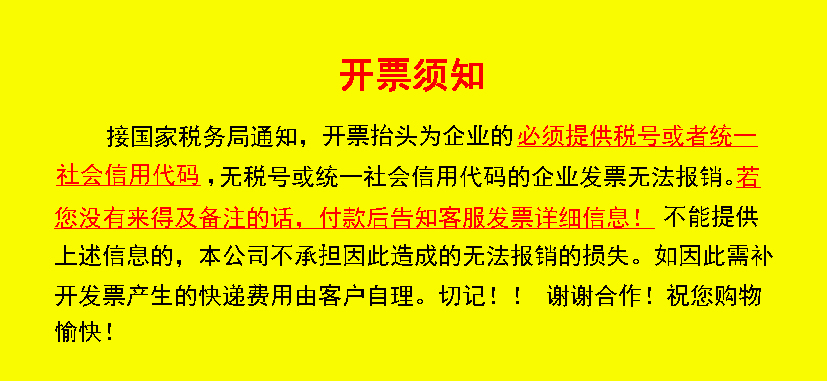 开票须知
接国家税务局通知，开票抬头为企业的必须提供税号或者统一
社会信用代码，无税号或统一社会信用代码的企业发票无法报销。若
您没有来得及备注的话，付款后告知客服发票详细信息！ 不能提供
上述信息的，本公司不承担因此造成的无法报销的损失。如因此需补
开发票产生的快递费用由客户自理。切记！！ 谢谢合作！祝您购物
愉快！